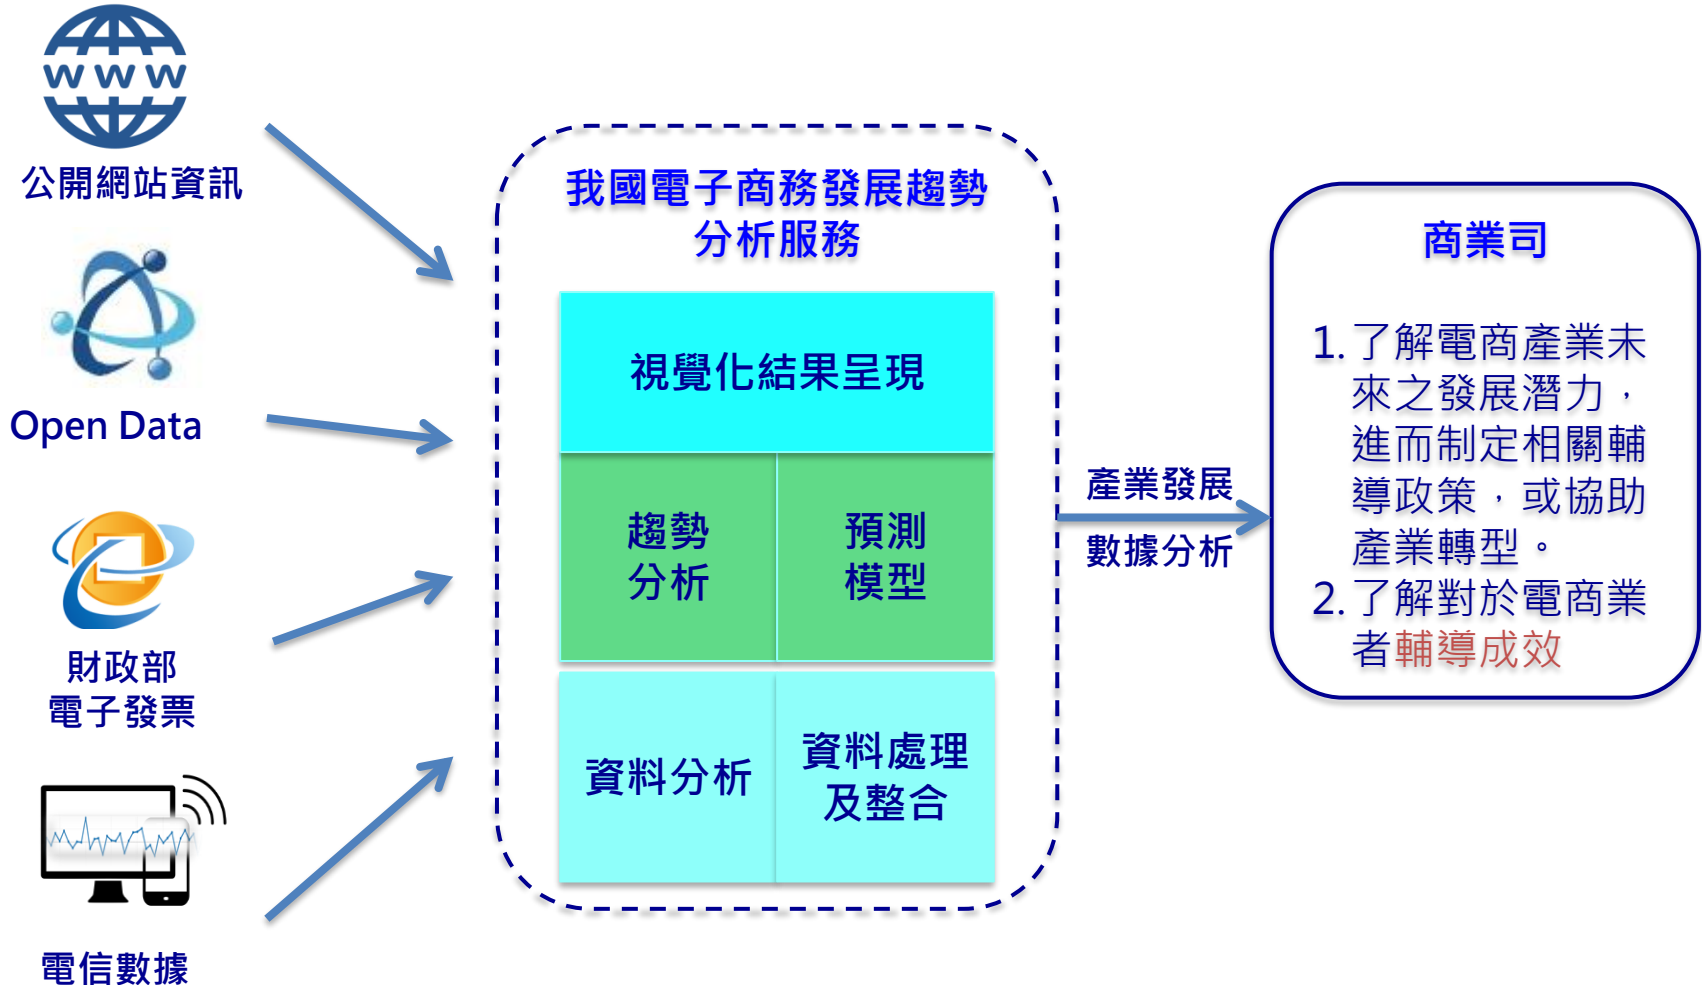 WWW
公開網站資訊
Open Data
財政部
電子發票
電信數據
我國電子商務發展趨勢
分析服務
視覺化結果呈現
趨勢
分析
預測
模型
資料分析
資料處理
及整合
產業發展
數據分析
商業司
1. 了解電商產業未
來之發展潛力，
進而制定相關輔
導政策，或協助
產業轉型。
2. 了解對於電商業
者輔導成效